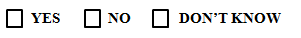 ☐ YES ☐ NO ☐ DON'T KNOW